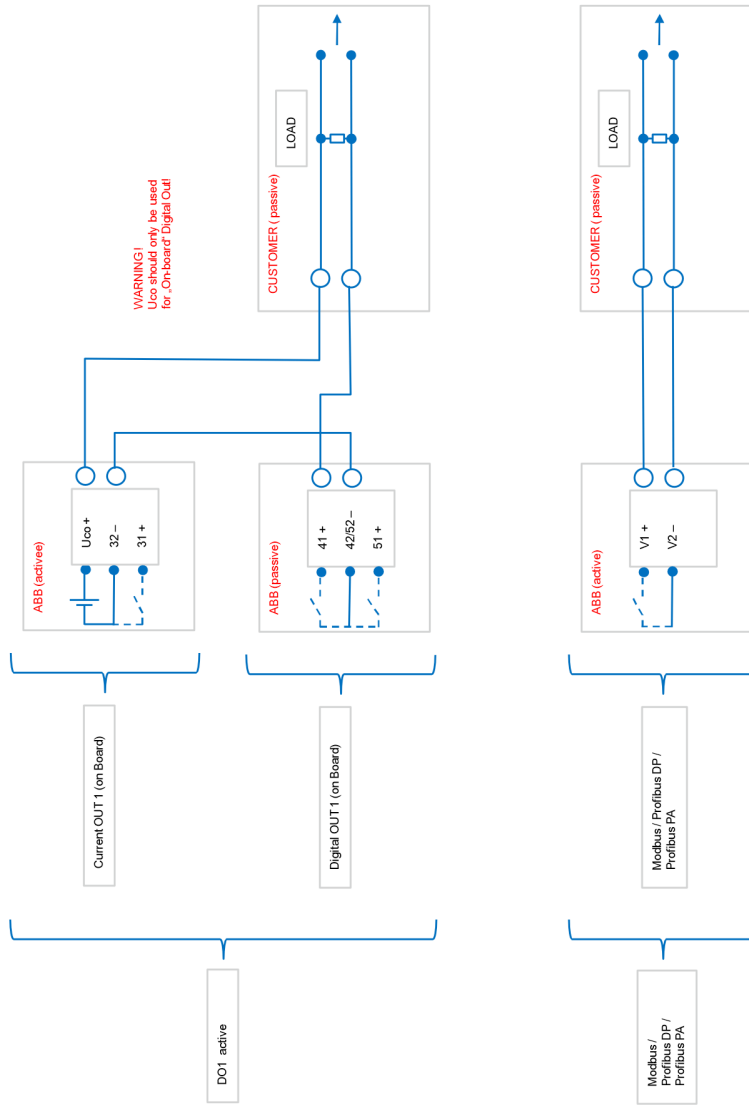 DO1 active
Current OUT 1 (on Board)
ABB (activee)
Uco +
32 –
31 +
WARNING !
Uco should only be used
for „On-board“ Digital Out!
Digital OUT 1 (on Board)
ABB (passive)
41 +
42/52 –
51 +
CUSTOMER ( passive)
LOAD
Modbus /
Profibus DP /
Profibus PA
Modbus / Profibus DP /
Profibus PA
ABB (active)
V1 +
V2 –
CUSTOMER ( passive)
LOAD